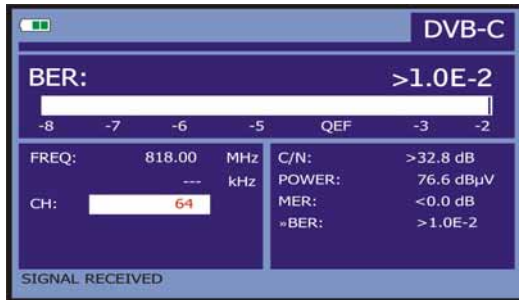 DVB-C
BER: >1.0E-2
-8 -7 -6 -5 QEF -3 -2
FREQ: 818.00 MHz
--- kHz
CH: 64
C/N: >32.8 dB
POWER: 76.6 dBµV
MER: <0.0 dB
»BER: >1.0E-2
SIGNAL RECEIVED